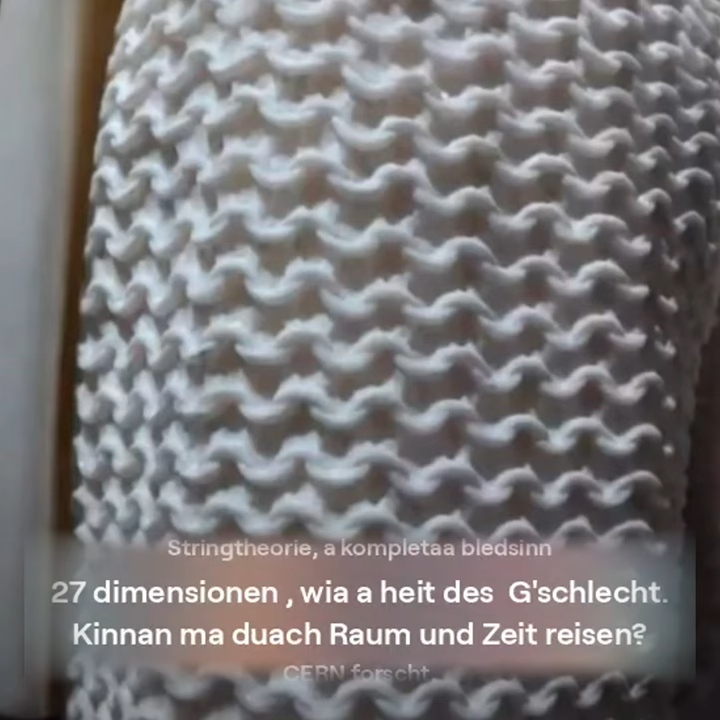 Stringtheorie, a kompletaa bledsinn
27 dimensionen , wia a heit des  G'schlecht.
Kinnan ma duach Raum und Zeit reisen?
CERN forscht